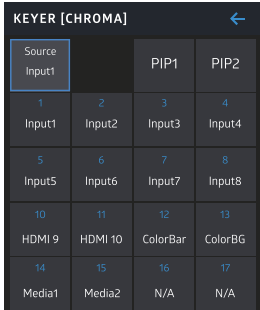 KEYER [CHROMA]
Source
Input1
PIP1
PIP2
1
Input1
2
Input2
3
Input3
4
Input4
5
Input5
6
Input6
7
Input7
8
Input8
10
HDMI 9
11
HDMI 10
12
ColorBar
13
ColorBG
14
Media1
15
Media2
16
N/A
17
N/A